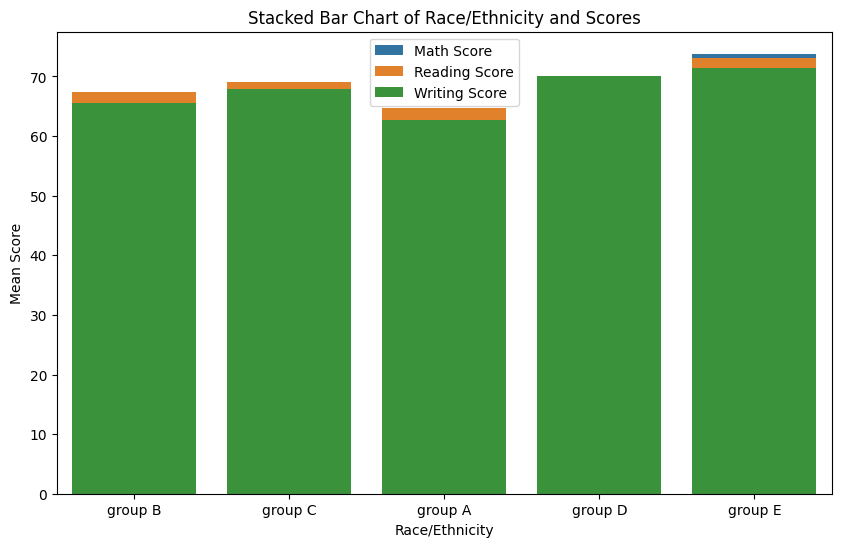 Stacked Bar Chart of Race/Ethnicity and Scores
Math Score
Reading Score
Writing Score
Mean Score
70
60
50
40
30
20
10
0
group B
group C
group A
group D
group E
Race/Ethnicity